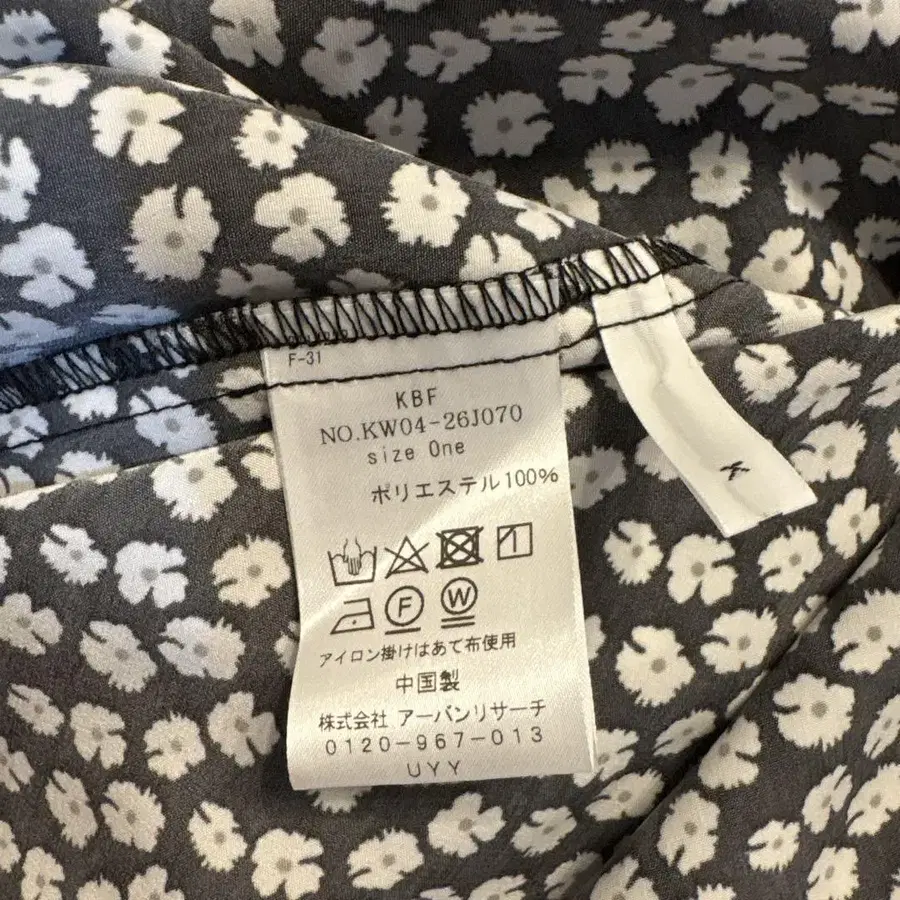 F-31
KBF
NO.KW04-26J070
size One
ポリエステル100%
F W
アイロン掛けはあて布使用
中国製
株式会社 アーバンリサーチ
0120-967-013
UYY
K